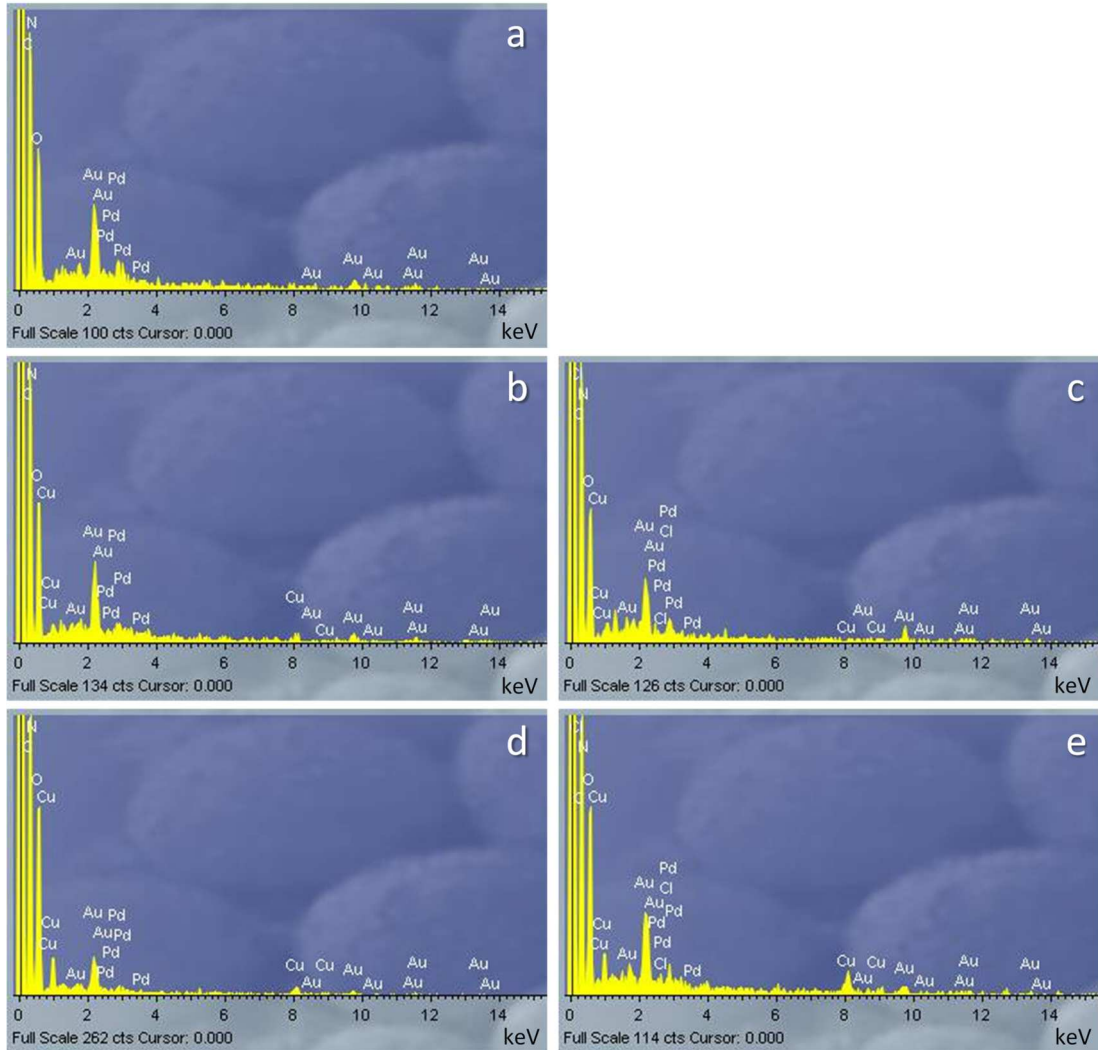 a
N
C
O
Au Pd
Au
Pd
Pd
Au Pd
Pd
Au
Au Au
Au
Au
Au
Au
0 2 4 6 8 10 12 14
keV
Full Scale 100 cts Cursor: 0.000
b
N
C
O
Cu
Au Pd
Au
Cu Pd
Pd
Cu Au Pd Pd
Cu
Au Au
Cu Au
Au
Au
Au
Au
0 2 4 6 8 10 12 14
keV
Full Scale 134 cts Cursor: 0.000
c
N
C
O
Cu
Pd
Au Cl
Au
Pd
Cu Pd
Cu Au Pd
Cl Pd
Au
Cu Cu
Au
Au
Au
Au
Au
Au
0 2 4 6 8 10 12 14
keV
Full Scale 126 cts Cursor: 0.000
d
N
C
O
Cu
Au Pd
Cu
Au Pd
Cu Pd
Au Pd Pd
Cu Cu Au
Au Au
Au
Au
Au
Au
0 2 4 6 8 10 12 14
keV
Full Scale 262 cts Cursor: 0.000
e
Cl
N
C
O
Cu
Pd
Au Cl
Au Pd
Cu Pd
Cu
Au Cl Pd
Cu Cu Au
Au Au
Au
Au
Au
Au
0 2 4 6 8 10 12 14
keV
Full Scale 114 cts Cursor: 0.000